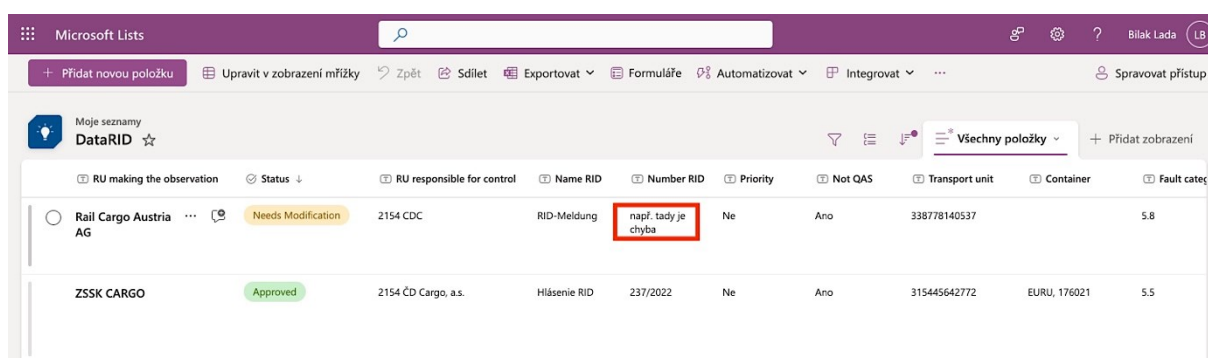 Microsoft Lists
? Bilak Lada LB
+ Přidat novou položku Upravit v zobrazení mřížky Zpět Sdílet Exportovat Formuláře Automatizovat Integrovat ... Spravovat přístup
Moje seznamy
DataRID Všechny položky + Přidat zobrazení
RU making the observation Status ↓ RU responsible for control Name RID Number RID Priority Not QAS Transport unit Container Fault categ
Rail Cargo Austria ... Needs Modification 2154 CDC RID-Meldung např. tady je Ne Ano 338778140537 5.8
AG chyba
ZSSK CARGO Approved 2154 ČD Cargo, a.s. Hlásenie RID 237/2022 Ne Ano 315445642772 EURU, 176021 5.5